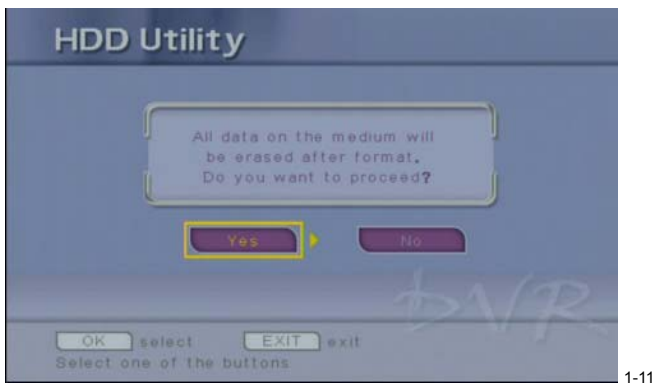 HDD Utility
All data on the medium will
be erased after format.
Do you want to proceed?
Yes No
DVR
OK select EXIT exit
Select one of the buttons
1-11